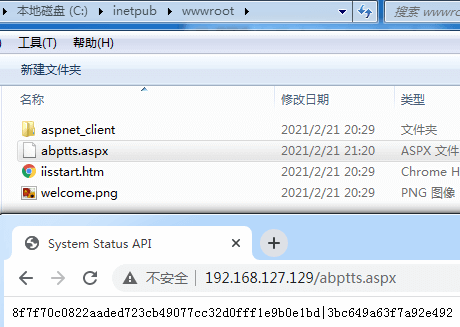 本地磁盘 (C:) ▸ inetpub ▸ wwwroot ▸ 搜索 wwwro
工具(T) 帮助(H)
新建文件夹
名称 修改日期 类型
aspnet_client 2021/2/21 20:29 文件夹
abptts.aspx 2021/2/21 21:20 ASPX 文件
iisstart.htm 2021/2/21 20:29 Chrome H
welcome.png 2021/2/21 20:29 PNG 图像
System Status API
不安全 | 192.168.127.129/abptts.aspx
8f7f70c0822aaded723cb49077cc32d0fff1e9b0e1bd|3bc649a63f7a92e492